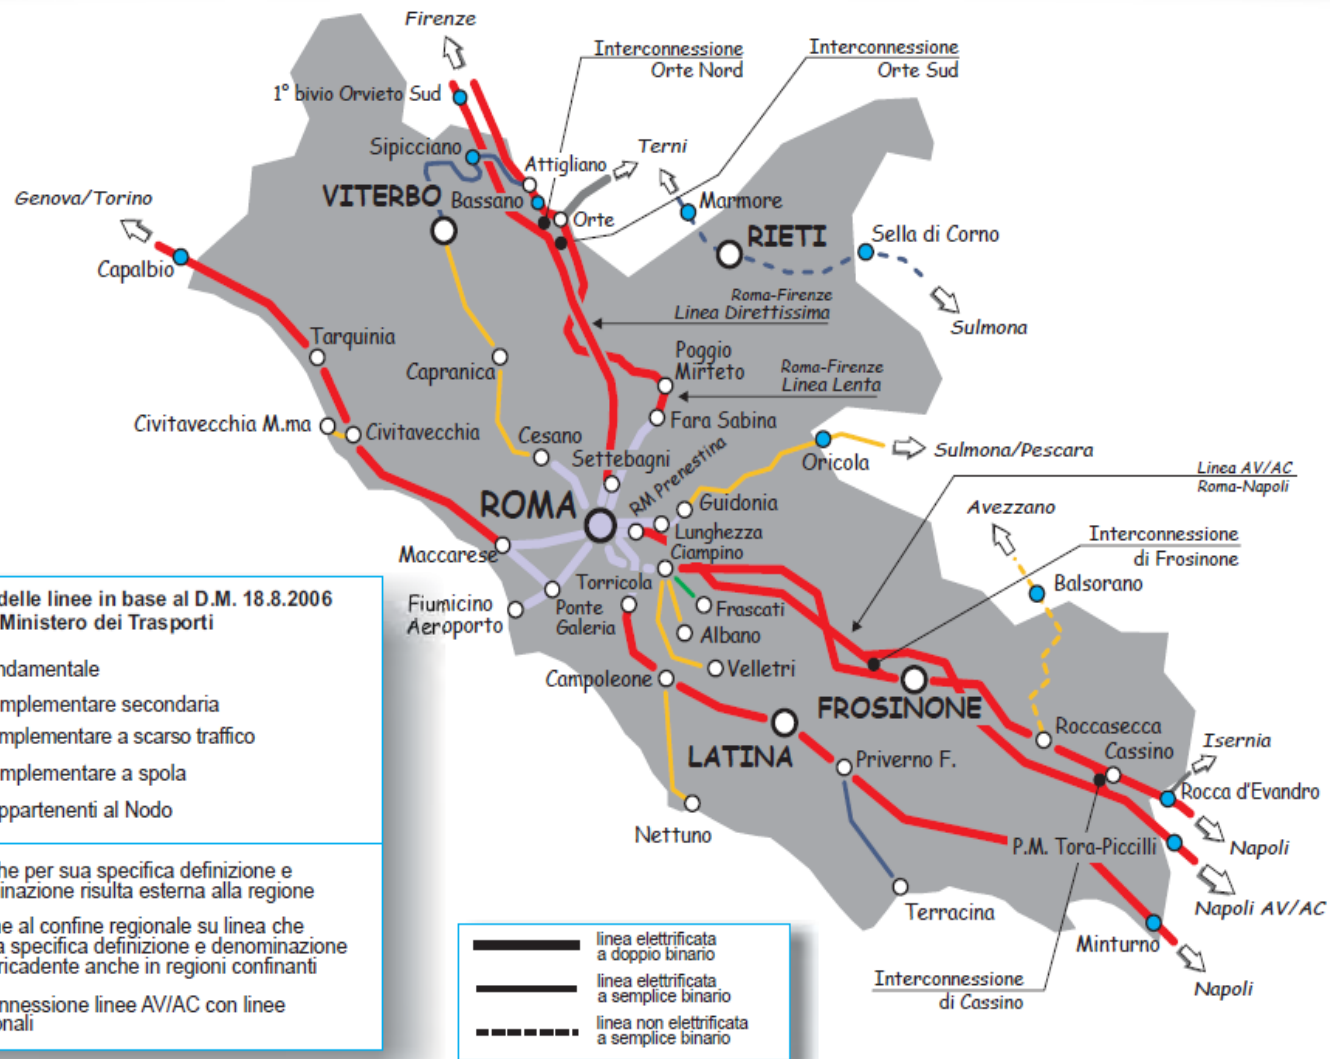 Firenze
Interconnessione
Orte Nord
Interconnessione
Orte Sud
1° bivio Orvieto Sud
Sipicciano
Attigliano
Terni
Genova/Torino
VITERBO
Bassano
Orte
Marmore
RIETI
Sella di Corno
Capalbio
Roma-Firenze
Linea Direttissima
Sulmona
Tarquinia
Capranica
Poggio
Mirteto
Roma-Firenze
Linea Lenta
Civitavecchia M.ma
Civitavecchia
Cesano
Fara Sabina
Settebagni
RM Prenestina
Oricola
Sulmona/Pescara
Linea AV/AC
Roma-Napoli
ROMA
Guidonia
Avezzano
Lunghezza
Interconnessione
di Frosinone
Maccarese
Ciampino
Torricola
Balsorano
Fiumicino
Aeroporto
Ponte
Galeria
Frascati
Albano
Velletri
Campoleone
FROSINONE
LATINA
Roccasecca
Cassino
Isernia
Priverno F.
Rocca d'Evandro
Nettuno
P.M. Tora-Piccilli
Napoli
Terracina
Napoli AV/AC
Minturno
Interconnessione
di Cassino
Napoli
delle linee in base al D.M. 18.8.2006
Ministero dei Trasporti
ndamentale
mplementare secondaria
mplementare a scarso traffico
mplementare a spola
ppartenenti al Nodo
he per sua specifica definizione e
inazione risulta esterna alla regione
e al confine regionale su linea che
a specifica definizione e denominazione
ricadente anche in regioni confinanti
nnessione linee AV/AC con linee
onali
linea elettrificata
a doppio binario
linea elettrificata
a semplice binario
linea non elettrificata
a semplice binario